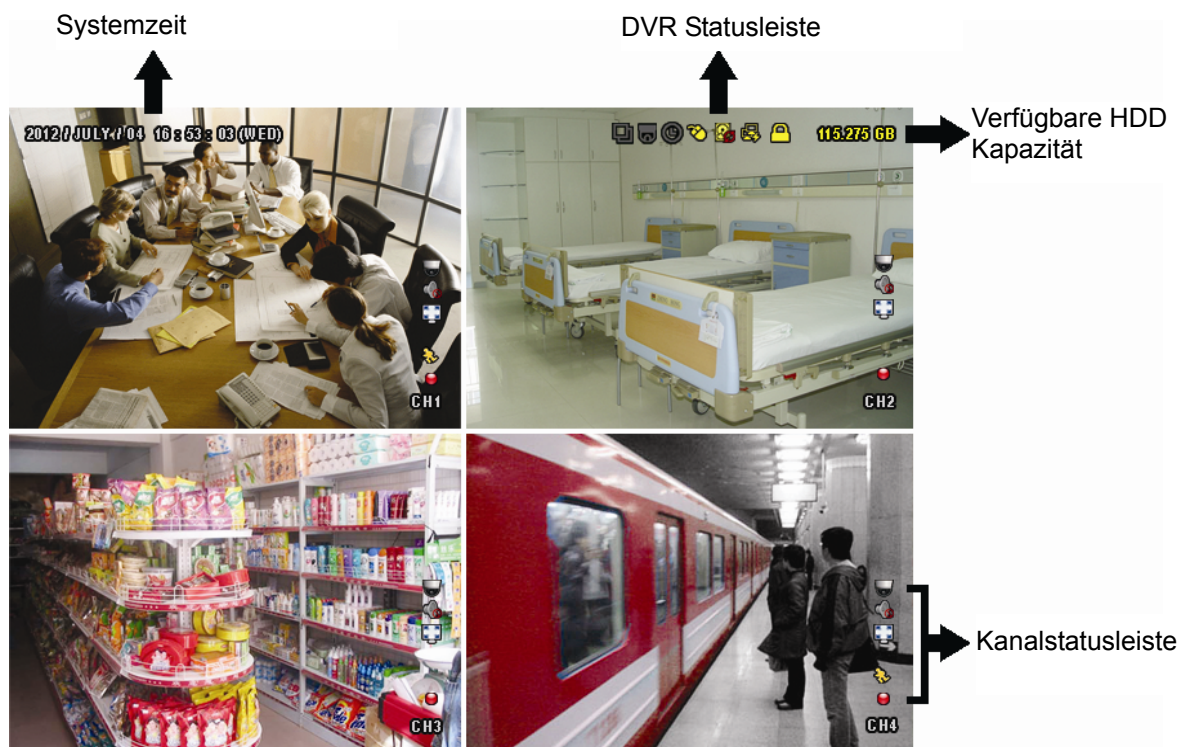 Systemzeit
DVR Statusleiste
2012 / JULY / 04 16 : 53 : 03 (WED)
115.275 GB
Verfügbare HDD
Kapazität
CH1
CH2
Kanalstatusleiste
CH3
CH4